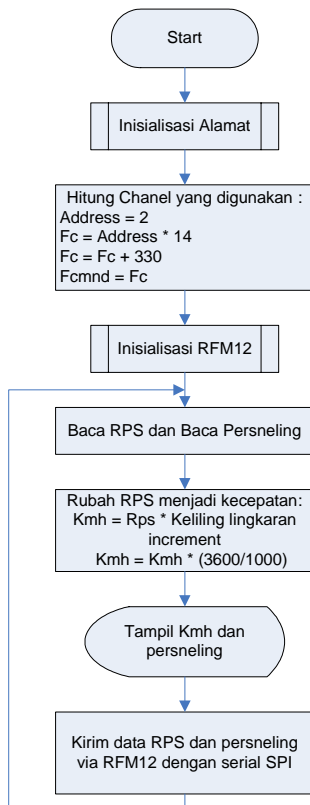 Start
Inisialisasi Alamat
Hitung Chanel yang digunakan :
Address = 2
Fc = Address * 14
Fc = Fc + 330
Fcmnd = Fc
Inisialisasi RFM12
Baca RPS dan Baca Persneling
Rubah RPS menjadi kecepatan:
Kmh = Rps * Keliling lingkaran
increment
Kmh = Kmh * (3600/1000)
Tampil Kmh dan
persneling
Kirim data RPS dan persneling
via RFM12 dengan serial SPI